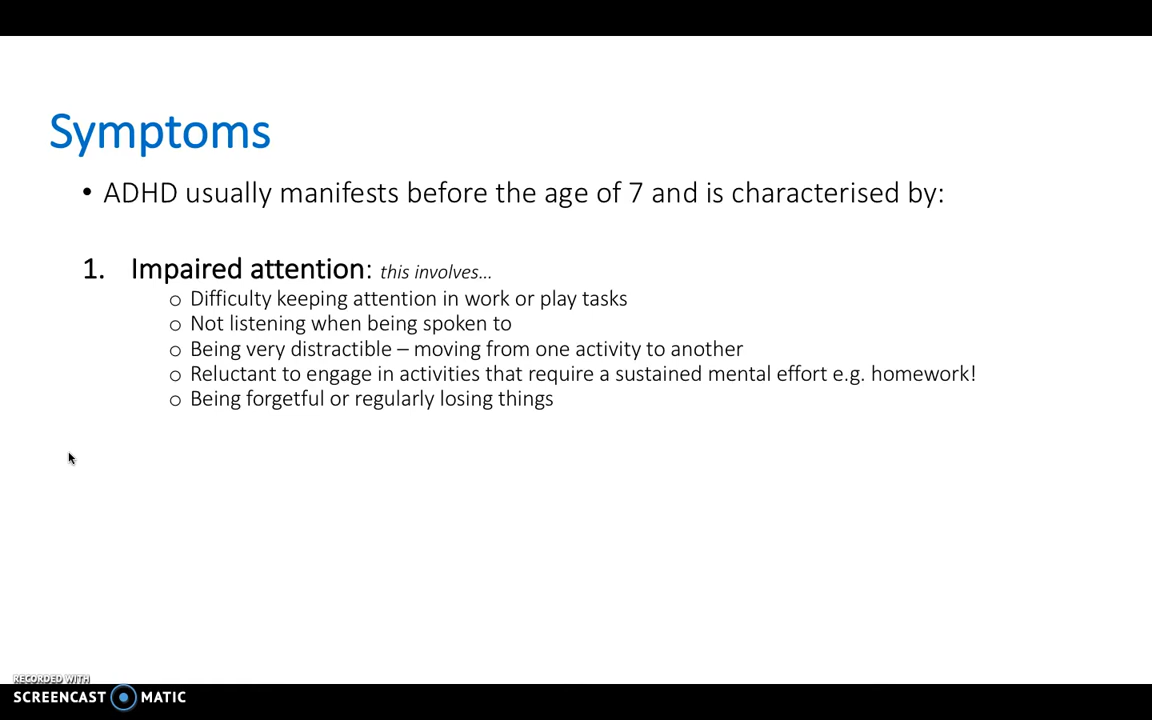 Symptoms
• ADHD usually manifests before the age of 7 and is characterised by:
1. Impaired attention: this involves...
o Difficulty keeping attention in work or play tasks
o Not listening when being spoken to
o Being very distractible – moving from one activity to another
o Reluctant to engage in activities that require a sustained mental effort e.g. homework!
o Being forgetful or regularly losing things
RECORDED WITH
SCREENCAST MATIC